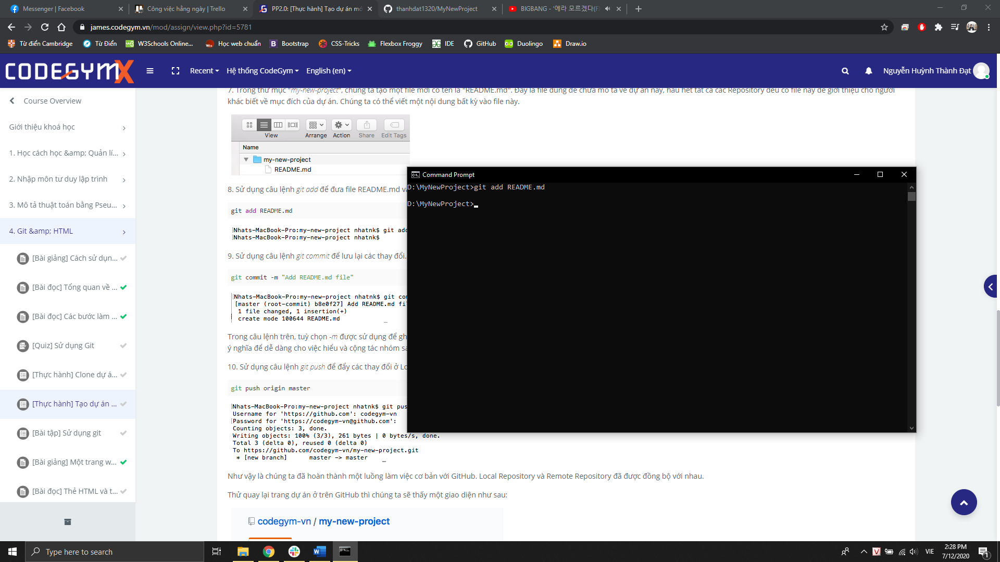 Messenger | Facebook
Công việc hằng ngày | Trello
PP2.0: [Thực hành] Tạo dự án mớ
thanhdat1320/MyNewProject
BIGBANG - '에라 모르겠다(F
james.codegym.vn/mod/assign/view.php?id=5781
Từ điển Cambridge
Từ Điển
W3Schools Online...
Học web chuẩn
Bootstrap
CSS-Tricks
Flexbox Froggy
IDE
GitHub
Duolingo
Draw.io
CODEGYMX
Recent
Hệ thống CodeGym
English (en)
Nguyễn Huỳnh Thành Đạt
Course Overview
Giới thiệu khoá học
1. Học cách học &amp; Quản lí...
2. Nhập môn tư duy lập trình
3. Mô tả thuật toán bằng Pseu...
4. Git &amp; HTML
[Bài giảng] Cách sử dụn...
[Bài đọc] Tổng quan về ...
[Bài đọc] Các bước làm ...
[Quiz] Sử dụng Git
[Thực hành] Clone dự á...
[Thực hành] Tạo dự án ...
[Bài tập] Sử dụng git
[Bài giảng] Một trang w...
[Bài đọc] Thẻ HTML và t...
7. Trong thư mục "my-new-project", chúng ta tạo một file mới có tên là "README.md". Đây là file dùng để chứa mô tả về dự án này, hầu hết tất cả các Repository đều có file này để giới thiệu cho người
khác biết về mục đích của dự án. Chúng ta có thể viết một nội dung bất kỳ vào file này.
View
Arrange
Action
Share
Edit Tags
Name
my-new-project
README.md
8. Sử dụng câu lệnh git add để đưa file README.md và
git add README.md
Nhats-MacBook-Pro:my-new-project nhatnk$ git add
Nhats-MacBook-Pro:my-new-project nhatnk$
9. Sử dụng câu lệnh git commit để lưu lại các thay đổi.
git commit -m "Add README.md file"
Nhats-MacBook-Pro:my-new-project nhatnk$ git com
[master (root-commit) b8e0f27] Add README.md fil
1 file changed, 1 insertion(+)
create mode 100644 README.md
Trong câu lệnh trên, tuỳ chọn -m được sử dụng để gh
ý nghĩa để dễ dàng cho việc hiểu và cộng tác nhóm sa
10. Sử dụng câu lệnh git push để đẩy các thay đổi ở Lo
git push origin master
Nhats-MacBook-Pro:my-new-project nhatnk$ git pus
Username for 'https://github.com': codegym-vn
Password for 'https://codegym-vn@github.com':
Counting objects: 3, done.
Writing objects: 100% (3/3), 261 bytes | 0 bytes/s, done.
Total 3 (delta 0), reused 0 (delta 0)
To https://github.com/codegym-vn/my-new-project.git
* [new branch] master -> master
Như vậy là chúng ta đã hoàn thành một luồng làm việc cơ bản với GitHub. Local Repository và Remote Repository đã được đồng bộ với nhau.
Thử quay lại trang dự án ở trên GitHub thì chúng ta sẽ thấy một giao diện như sau:
codegym-vn / my-new-project
Command Prompt
D:\MyNewProject>git add README.md
D:\MyNewProject>
Type here to search
VIE
2:28 PM
7/12/2020
1